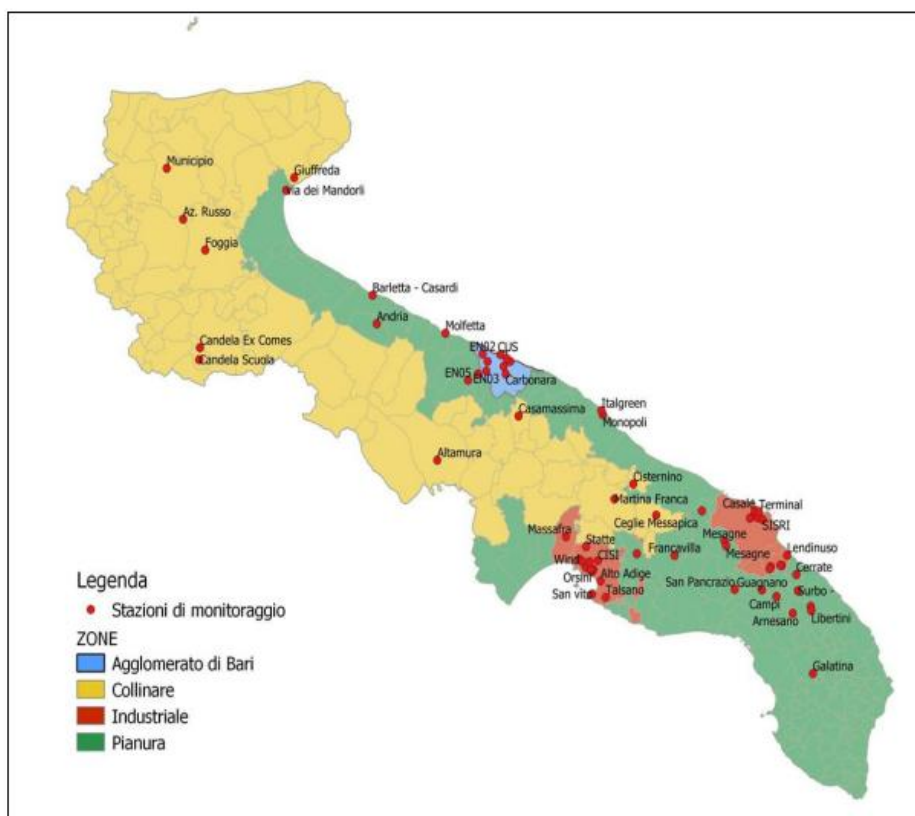 Municipio
Giuffreda
via dei Mandorli
Az. Russo
Foggia
Barletta - Casardi
Andria
Molfetta
Candela Ex Comes
Candela Scuola
EN02 CUS
EN05
EN03
Carbonara
Casamassima
Italgreen
Monopoli
Altamura
Cisternino
Martina Franca
Casale Terminal
Ceglie Messapica
SISRI
Massafra
Statte
Mesagne
Mesagne
Francavilla
Lendinuso
Wind
CISI
Cerrate
Orsini
Alto Adige
San Pancrazio
Guagnano
Surbo -
San vito
Talsano
Campi
Arnesano
Libertini
Galatina
Legenda
Stazioni di monitoraggio
ZONE
Agglomerato di Bari
Collinare
Industriale
Pianura